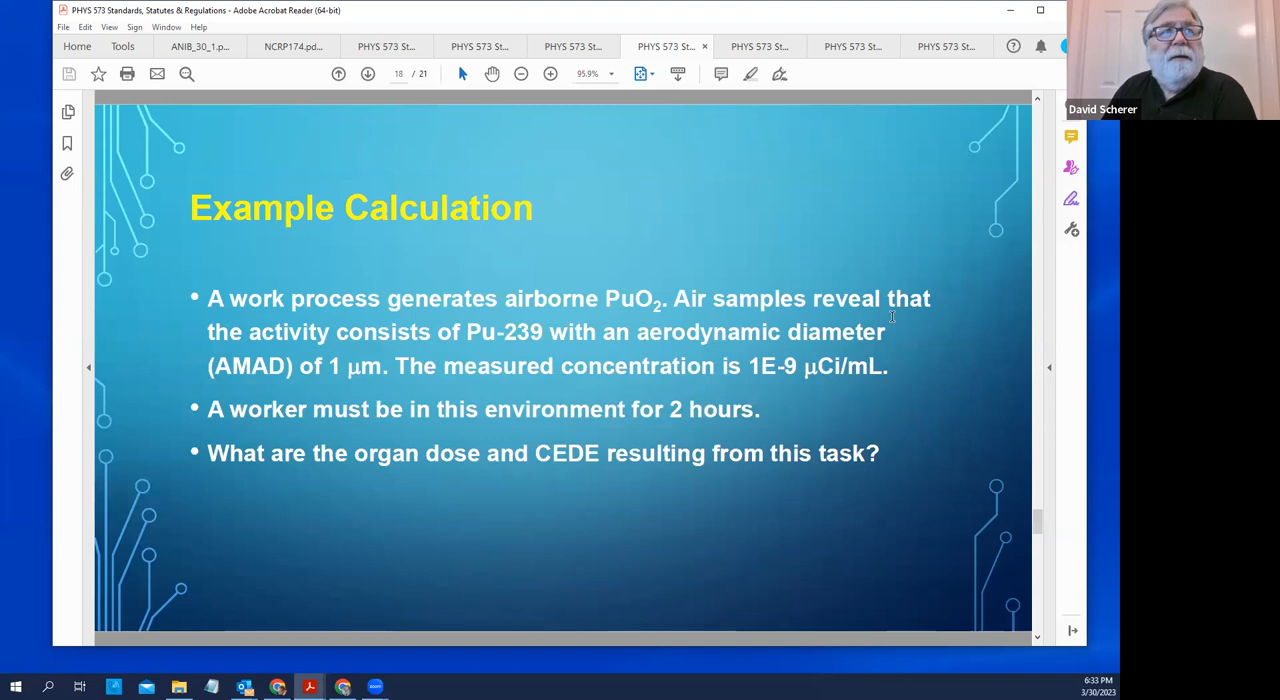 PHYS 573 Standards, Statutes & Regulations - Adobe Acrobat Reader (64-bit)
File Edit View Sign Window Help
Home Tools ANIB_30_1.p... NCRP174.pd... PHYS 573 St... PHYS 573 St... PHYS 573 St... PHYS 573 St... × PHYS 573 St... PHYS 573 St... PHYS 573 St...
18 / 21 95.9%
David Scherer
Example Calculation
• A work process generates airborne PuO₂. Air samples reveal that
the activity consists of Pu-239 with an aerodynamic diameter
(AMAD) of 1 μm. The measured concentration is 1E-9 μCi/mL.
• A worker must be in this environment for 2 hours.
• What are the organ dose and CEDE resulting from this task?
6:33 PM
3/30/2023